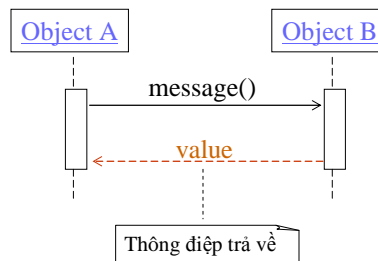 Object A
Object B
message()
value
Thông điệp trả về